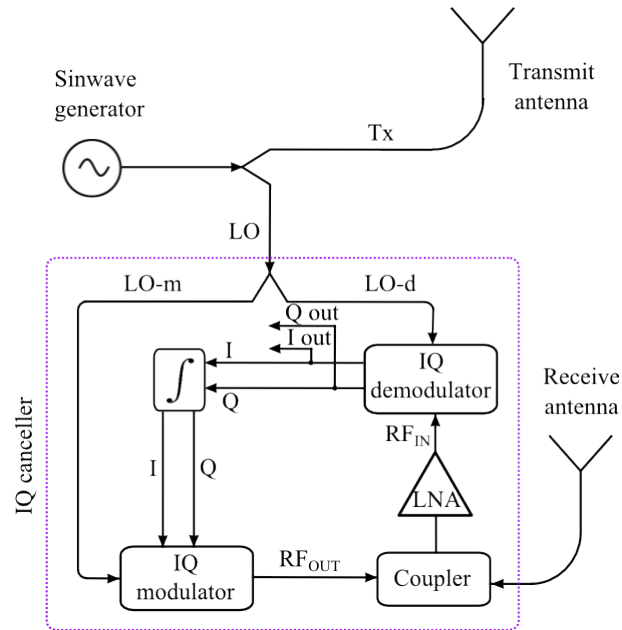 Sinwave
generator
Transmit
antenna
Tx
LO
LO-m
LO-d
Q out
I out
I
Q
∫
IQ
demodulator
Receive
antenna
RF_IN
LNA
I
Q
IQ canceller
IQ
modulator
RF_OUT
Coupler